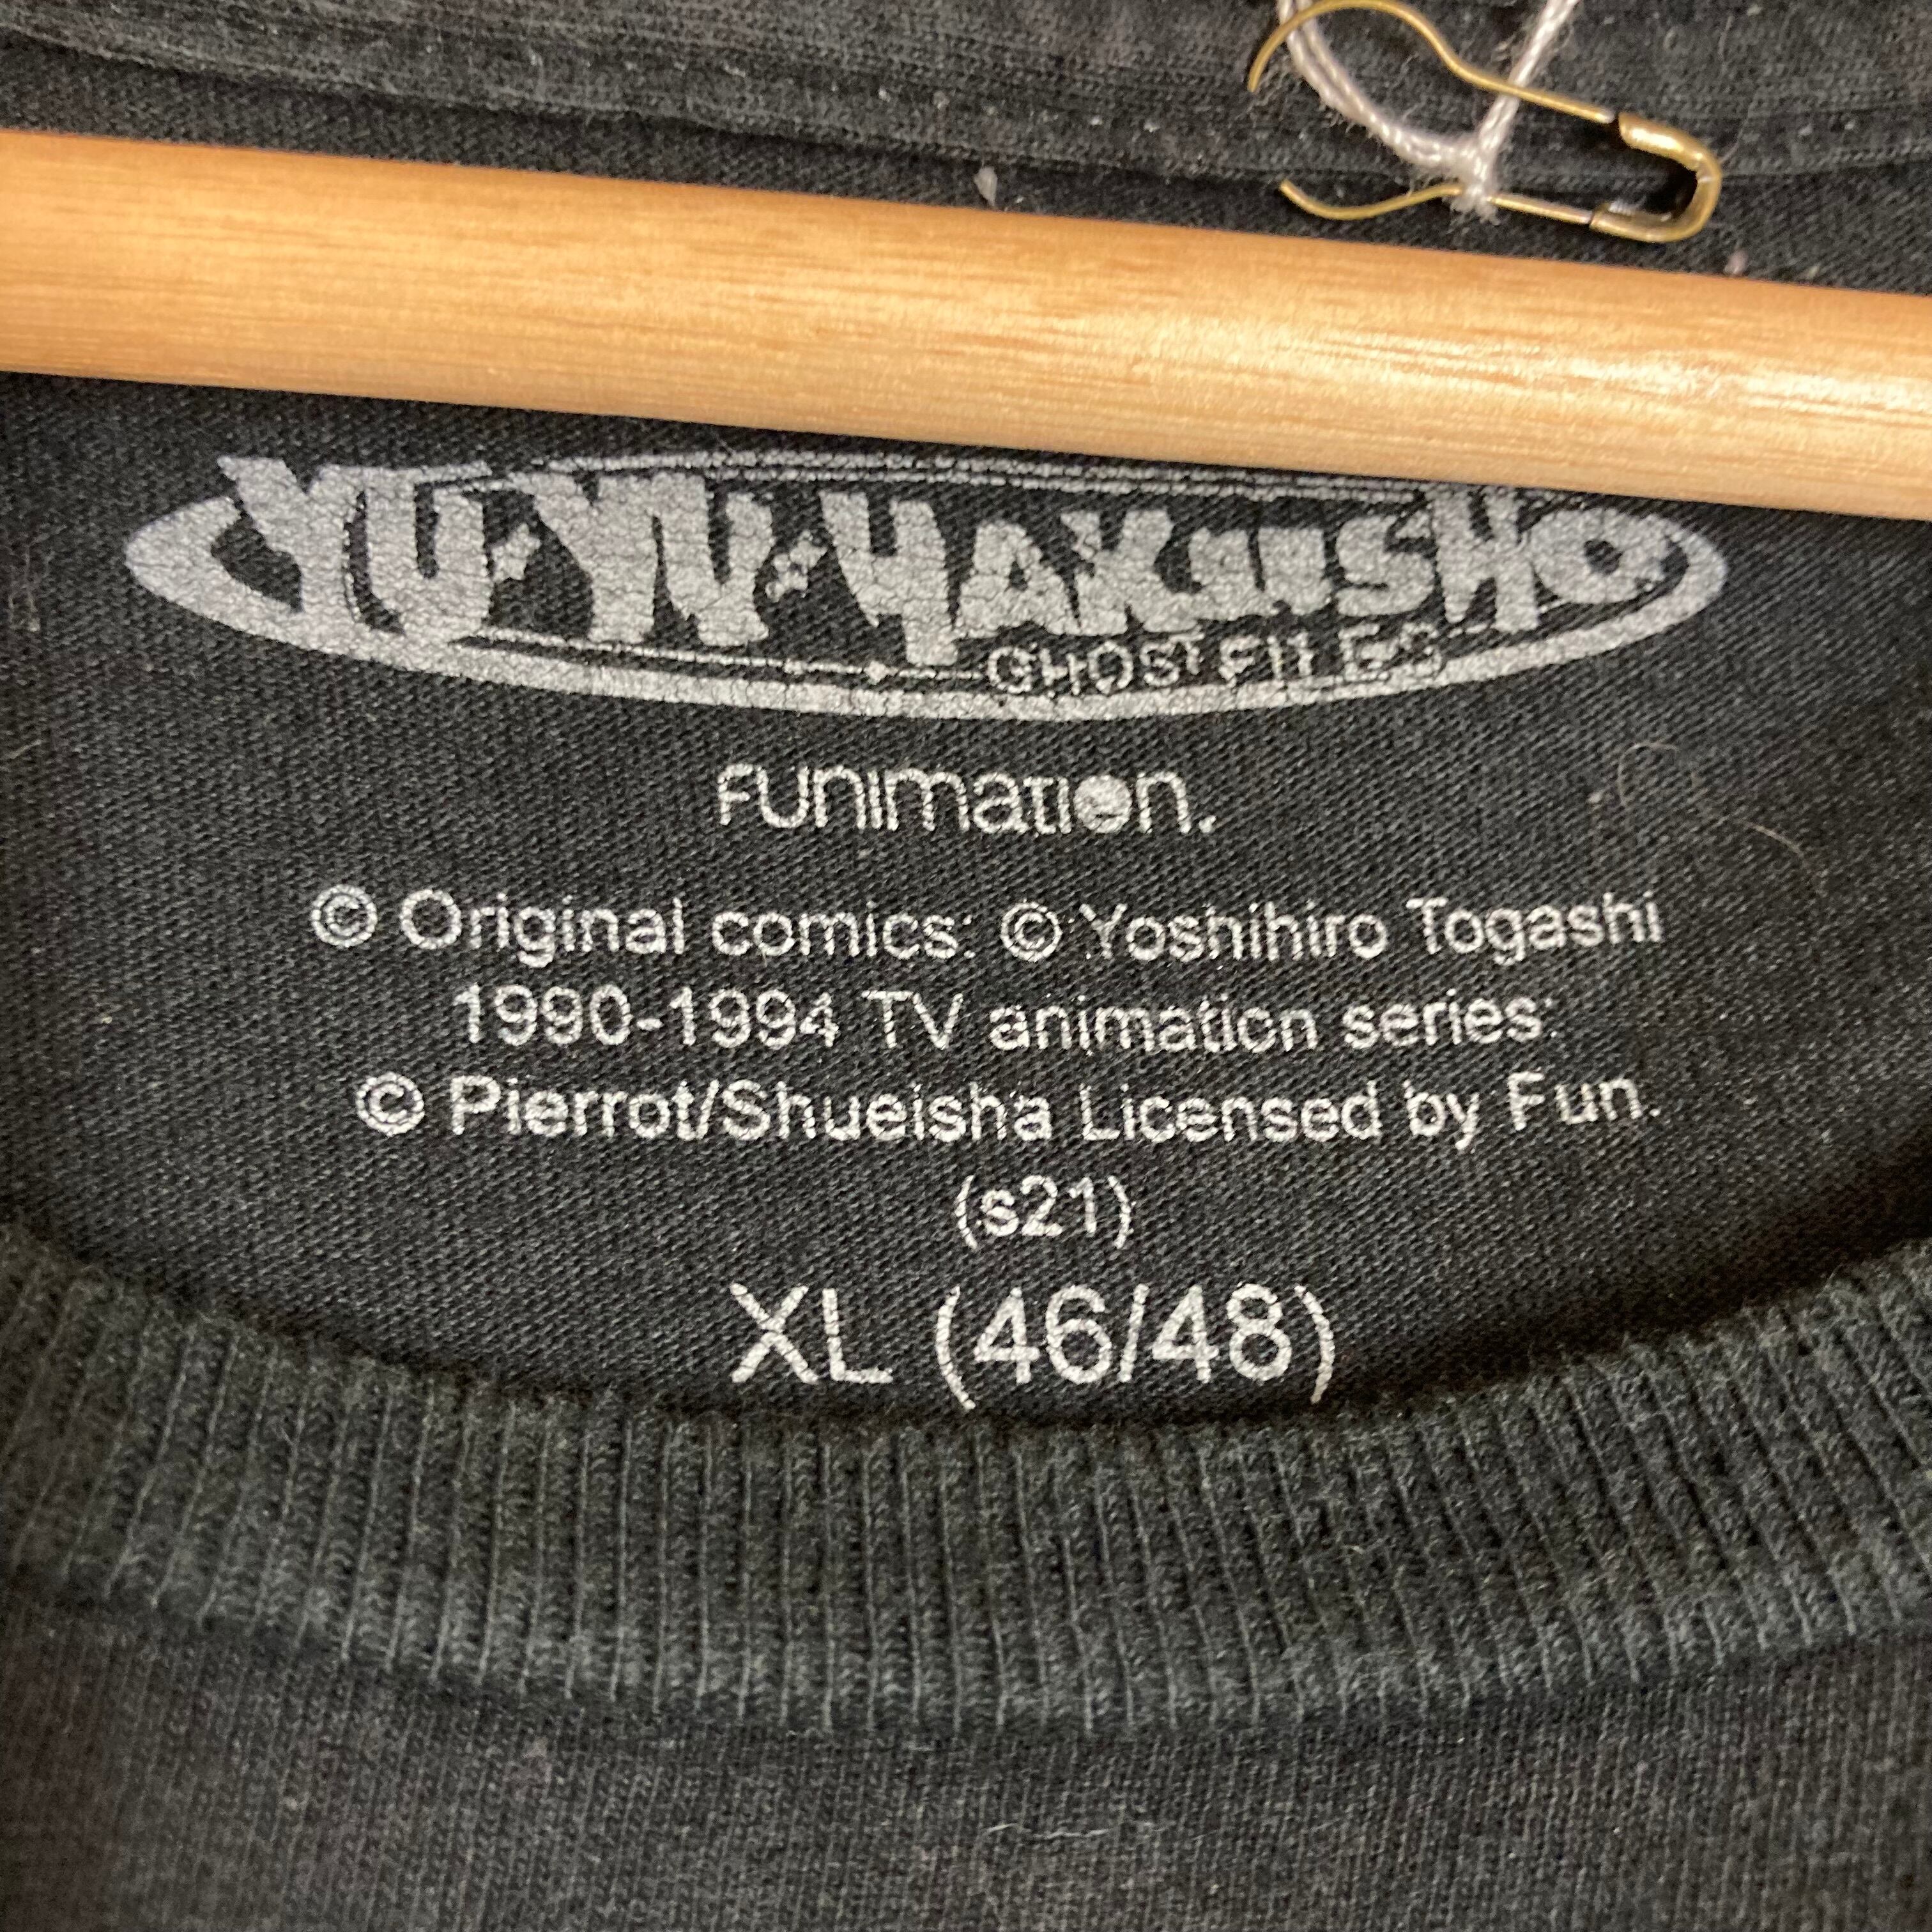 YU·YU·HAKUSHO
GHOST FILES
FUNIMATION.
© Original comics: © Yoshihiro Togashi
1990-1994 TV animation series:
© Pierrot/Shueisha Licensed by Fun.
(s21)
XL (46/48)